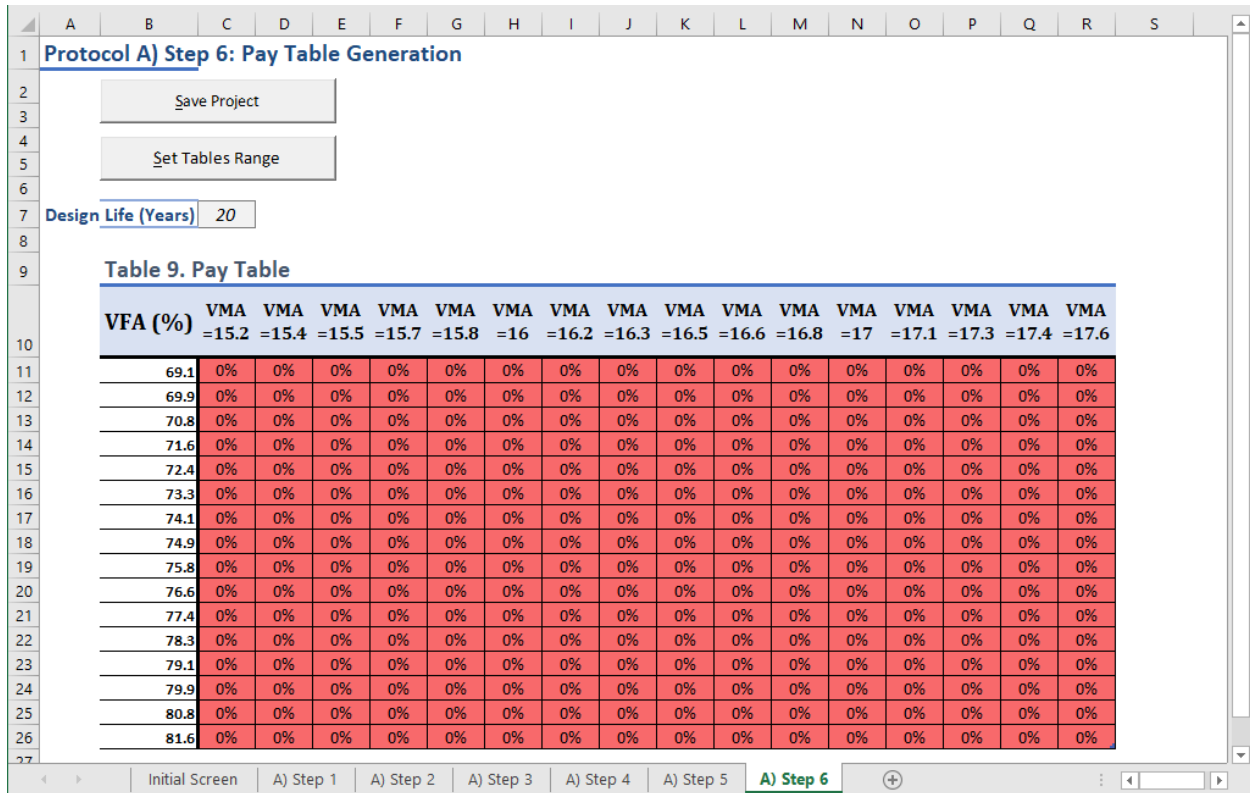 A B C D E F G H I J K L M N O P Q R S
1 Protocol A) Step 6: Pay Table Generation
2
Save Project
3
4
Set Tables Range
5
6
7 Design Life (Years) 20
8
9 Table 9. Pay Table
VFA (%) VMA VMA VMA VMA VMA VMA VMA VMA VMA VMA VMA VMA VMA VMA VMA VMA
=15.2 =15.4 =15.5 =15.7 =15.8 =16 =16.2 =16.3 =16.5 =16.6 =16.8 =17 =17.1 =17.3 =17.4 =17.6
10
11 69.1 0% 0% 0% 0% 0% 0% 0% 0% 0% 0% 0% 0% 0% 0% 0% 0%
12 69.9 0% 0% 0% 0% 0% 0% 0% 0% 0% 0% 0% 0% 0% 0% 0% 0%
13 70.8 0% 0% 0% 0% 0% 0% 0% 0% 0% 0% 0% 0% 0% 0% 0% 0%
14 71.6 0% 0% 0% 0% 0% 0% 0% 0% 0% 0% 0% 0% 0% 0% 0% 0%
15 72.4 0% 0% 0% 0% 0% 0% 0% 0% 0% 0% 0% 0% 0% 0% 0% 0%
16 73.3 0% 0% 0% 0% 0% 0% 0% 0% 0% 0% 0% 0% 0% 0% 0% 0%
17 74.1 0% 0% 0% 0% 0% 0% 0% 0% 0% 0% 0% 0% 0% 0% 0% 0%
18 74.9 0% 0% 0% 0% 0% 0% 0% 0% 0% 0% 0% 0% 0% 0% 0% 0%
19 75.8 0% 0% 0% 0% 0% 0% 0% 0% 0% 0% 0% 0% 0% 0% 0% 0%
20 76.6 0% 0% 0% 0% 0% 0% 0% 0% 0% 0% 0% 0% 0% 0% 0% 0%
21 77.4 0% 0% 0% 0% 0% 0% 0% 0% 0% 0% 0% 0% 0% 0% 0% 0%
22 78.3 0% 0% 0% 0% 0% 0% 0% 0% 0% 0% 0% 0% 0% 0% 0% 0%
23 79.1 0% 0% 0% 0% 0% 0% 0% 0% 0% 0% 0% 0% 0% 0% 0% 0%
24 79.9 0% 0% 0% 0% 0% 0% 0% 0% 0% 0% 0% 0% 0% 0% 0% 0%
25 80.8 0% 0% 0% 0% 0% 0% 0% 0% 0% 0% 0% 0% 0% 0% 0% 0%
26 81.6 0% 0% 0% 0% 0% 0% 0% 0% 0% 0% 0% 0% 0% 0% 0% 0%
27
Initial Screen A) Step 1 A) Step 2 A) Step 3 A) Step 4 A) Step 5 A) Step 6